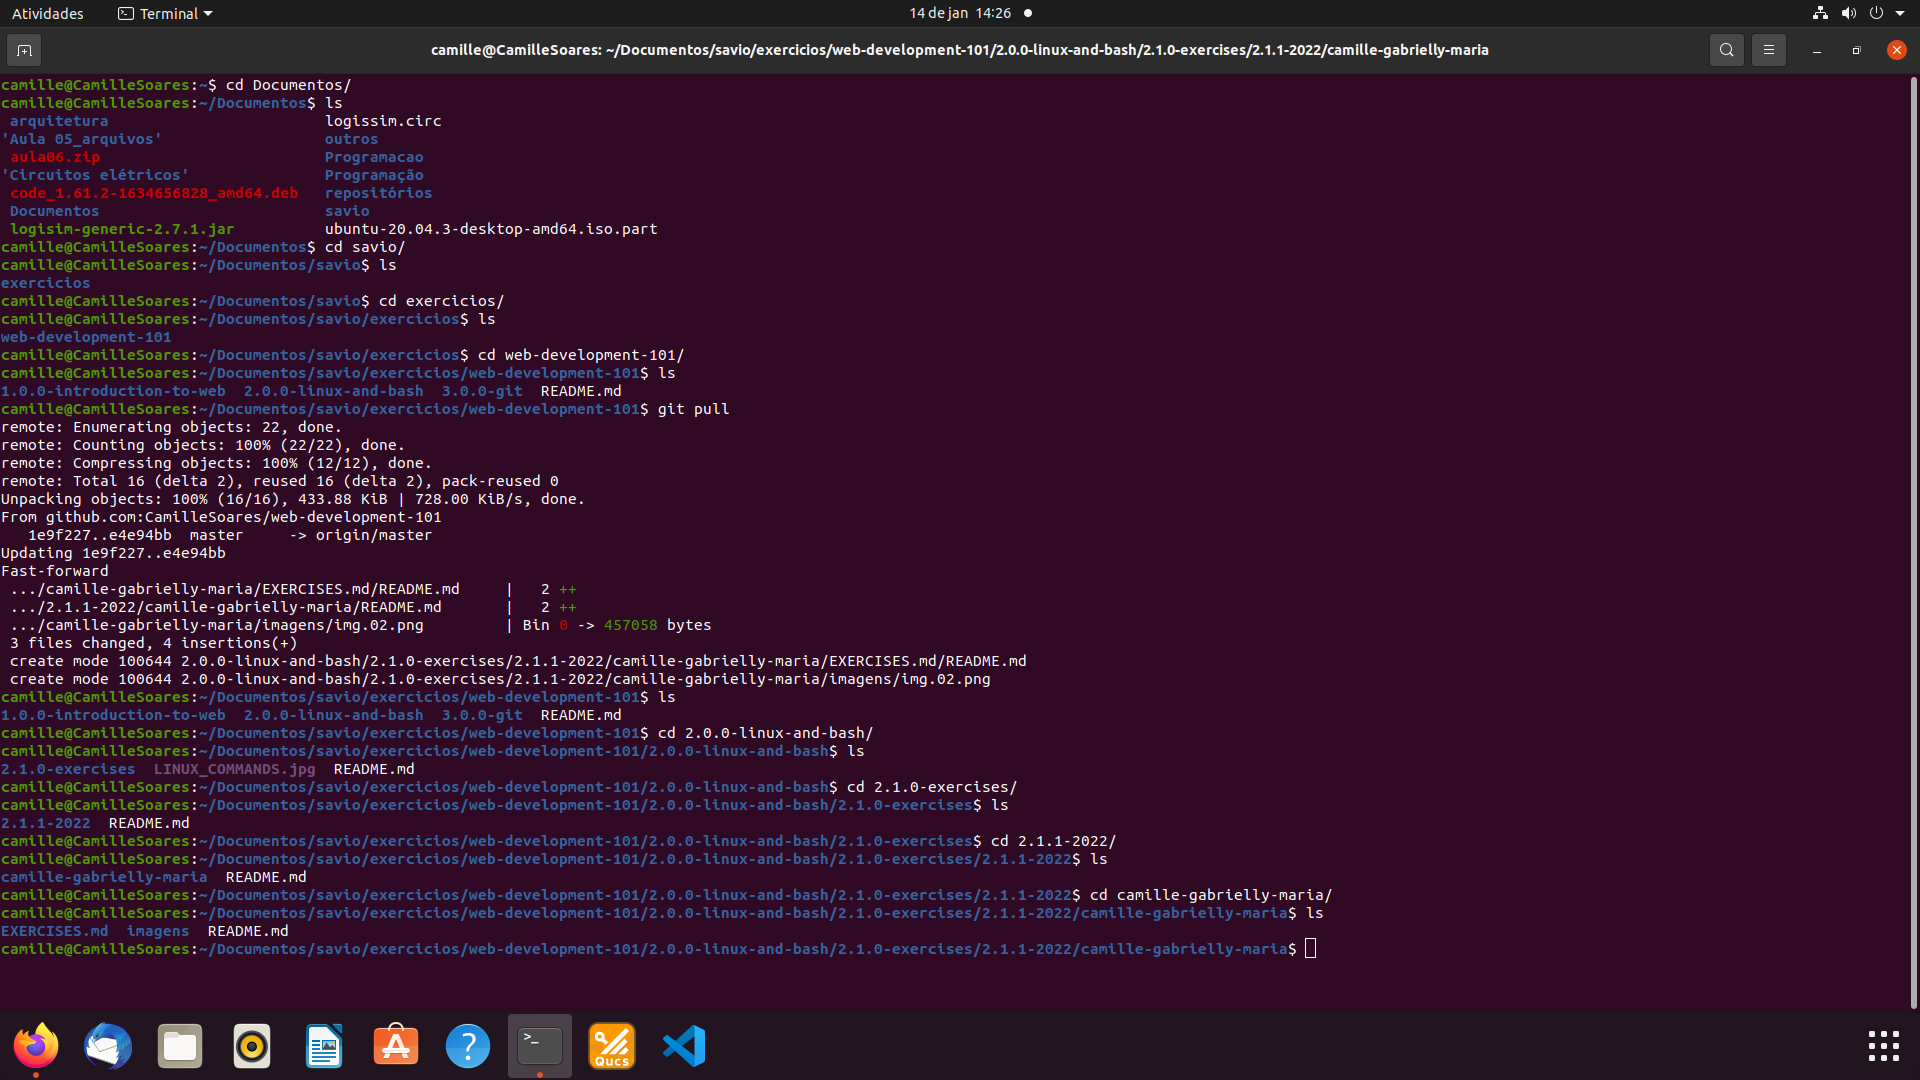 Atividades Terminal 14 de jan 14:26
camille@CamilleSoares: ~/Documentos/savio/exercicios/web-development-101/2.0.0-linux-and-bash/2.1.0-exercises/2.1.1-2022/camille-gabrielly-maria
camille@CamilleSoares:~$ cd Documentos/
camille@CamilleSoares:~/Documentos$ ls
arquitetura logissim.circ
'Aula 05_arquivos' outros
aula06.zip Programacao
'Circuitos elétricos' Programação
code_1.61.2-1634656828_amd64.deb repositórios
Documentos savio
logisim-generic-2.7.1.jar ubuntu-20.04.3-desktop-amd64.iso.part
camille@CamilleSoares:~/Documentos$ cd savio/
camille@CamilleSoares:~/Documentos/savio$ ls
exercicios
camille@CamilleSoares:~/Documentos/savio$ cd exercicios/
camille@CamilleSoares:~/Documentos/savio/exercicios$ ls
web-development-101
camille@CamilleSoares:~/Documentos/savio/exercicios$ cd web-development-101/
camille@CamilleSoares:~/Documentos/savio/exercicios/web-development-101$ ls
1.0.0-introduction-to-web 2.0.0-linux-and-bash 3.0.0-git README.md
camille@CamilleSoares:~/Documentos/savio/exercicios/web-development-101$ git pull
remote: Enumerating objects: 22, done.
remote: Counting objects: 100% (22/22), done.
remote: Compressing objects: 100% (12/12), done.
remote: Total 16 (delta 2), reused 16 (delta 2), pack-reused 0
Unpacking objects: 100% (16/16), 433.88 KiB | 728.00 KiB/s, done.
From github.com:CamilleSoares/web-development-101
1e9f227..e4e94bb master -> origin/master
Updating 1e9f227..e4e94bb
Fast-forward
.../camille-gabrielly-maria/EXERCISES.md/README.md | 2 ++
.../2.1.1-2022/camille-gabrielly-maria/README.md | 2 ++
.../camille-gabrielly-maria/imagens/img.02.png | Bin 0 -> 457058 bytes
3 files changed, 4 insertions(+)
create mode 100644 2.0.0-linux-and-bash/2.1.0-exercises/2.1.1-2022/camille-gabrielly-maria/EXERCISES.md/README.md
create mode 100644 2.0.0-linux-and-bash/2.1.0-exercises/2.1.1-2022/camille-gabrielly-maria/imagens/img.02.png
camille@CamilleSoares:~/Documentos/savio/exercicios/web-development-101$ ls
1.0.0-introduction-to-web 2.0.0-linux-and-bash 3.0.0-git README.md
camille@CamilleSoares:~/Documentos/savio/exercicios/web-development-101$ cd 2.0.0-linux-and-bash/
camille@CamilleSoares:~/Documentos/savio/exercicios/web-development-101/2.0.0-linux-and-bash$ ls
2.1.0-exercises LINUX_COMMANDS.jpg README.md
camille@CamilleSoares:~/Documentos/savio/exercicios/web-development-101/2.0.0-linux-and-bash$ cd 2.1.0-exercises/
camille@CamilleSoares:~/Documentos/savio/exercicios/web-development-101/2.0.0-linux-and-bash/2.1.0-exercises$ ls
2.1.1-2022 README.md
camille@CamilleSoares:~/Documentos/savio/exercicios/web-development-101/2.0.0-linux-and-bash/2.1.0-exercises$ cd 2.1.1-2022/
camille@CamilleSoares:~/Documentos/savio/exercicios/web-development-101/2.0.0-linux-and-bash/2.1.0-exercises/2.1.1-2022$ ls
camille-gabrielly-maria README.md
camille@CamilleSoares:~/Documentos/savio/exercicios/web-development-101/2.0.0-linux-and-bash/2.1.0-exercises/2.1.1-2022$ cd camille-gabrielly-maria/
camille@CamilleSoares:~/Documentos/savio/exercicios/web-development-101/2.0.0-linux-and-bash/2.1.0-exercises/2.1.1-2022/camille-gabrielly-maria$ ls
EXERCISES.md imagens README.md
camille@CamilleSoares:~/Documentos/savio/exercicios/web-development-101/2.0.0-linux-and-bash/2.1.0-exercises/2.1.1-2022/camille-gabrielly-maria$
Qucs